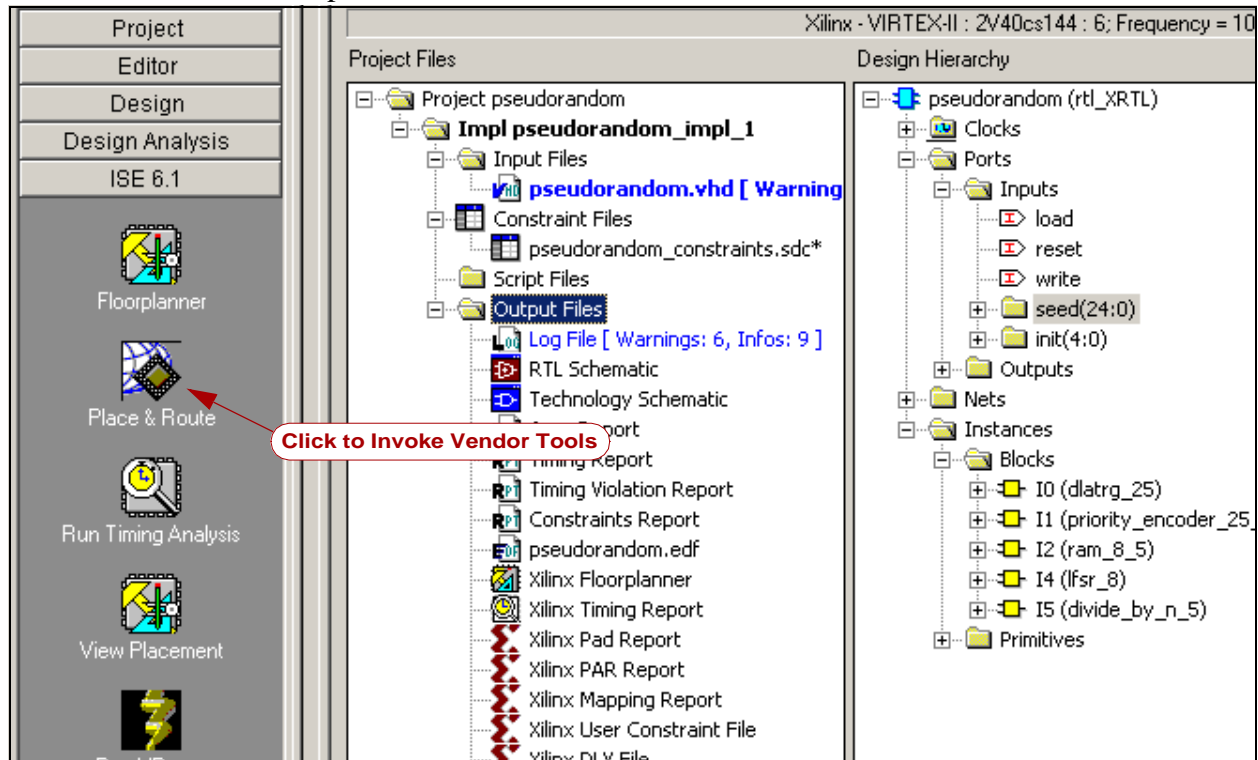 Xilinx - VIRTEX-II : 2V40cs144 : 6; Frequency = 10
Project
Editor
Design
Design Analysis
ISE 6.1
Floorplanner
Place & Route
Run Timing Analysis
View Placement
Click to Invoke Vendor Tools
Project Files
Project pseudorandom
Impl pseudorandom_impl_1
Input Files
pseudorandom.vhd [ Warning
Constraint Files
pseudorandom_constraints.sdc*
Script Files
Output Files
Log File [ Warnings: 6, Infos: 9 ]
RTL Schematic
Technology Schematic
Report
Timing Report
Timing Violation Report
Constraints Report
pseudorandom.edf
Xilinx Floorplanner
Xilinx Timing Report
Xilinx Pad Report
Xilinx PAR Report
Xilinx Mapping Report
Xilinx User Constraint File
Xilinx DLY File
Design Hierarchy
pseudorandom (rtl_XRTL)
Clocks
Ports
Inputs
load
reset
write
seed(24:0)
init(4:0)
Outputs
Nets
Instances
Blocks
I0 (dlatrg_25)
I1 (priority_encoder_25_
I2 (ram_8_5)
I4 (lfsr_8)
I5 (divide_by_n_5)
Primitives